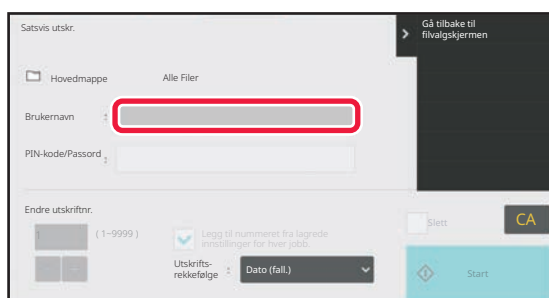 Satsvis utskr.
Gå tilbake til
filvalgskjermen
Hovedmappe
Alle Filer
Brukernavn :
PIN-kode/Passord :
Endre utskriftnr.
1
( 1~9999 )
Legg til nummeret fra lagrede
innstillinger for hver jobb.
Slett
CA
Utskrifts-
rekkefølge : Dato (fall.)
Start